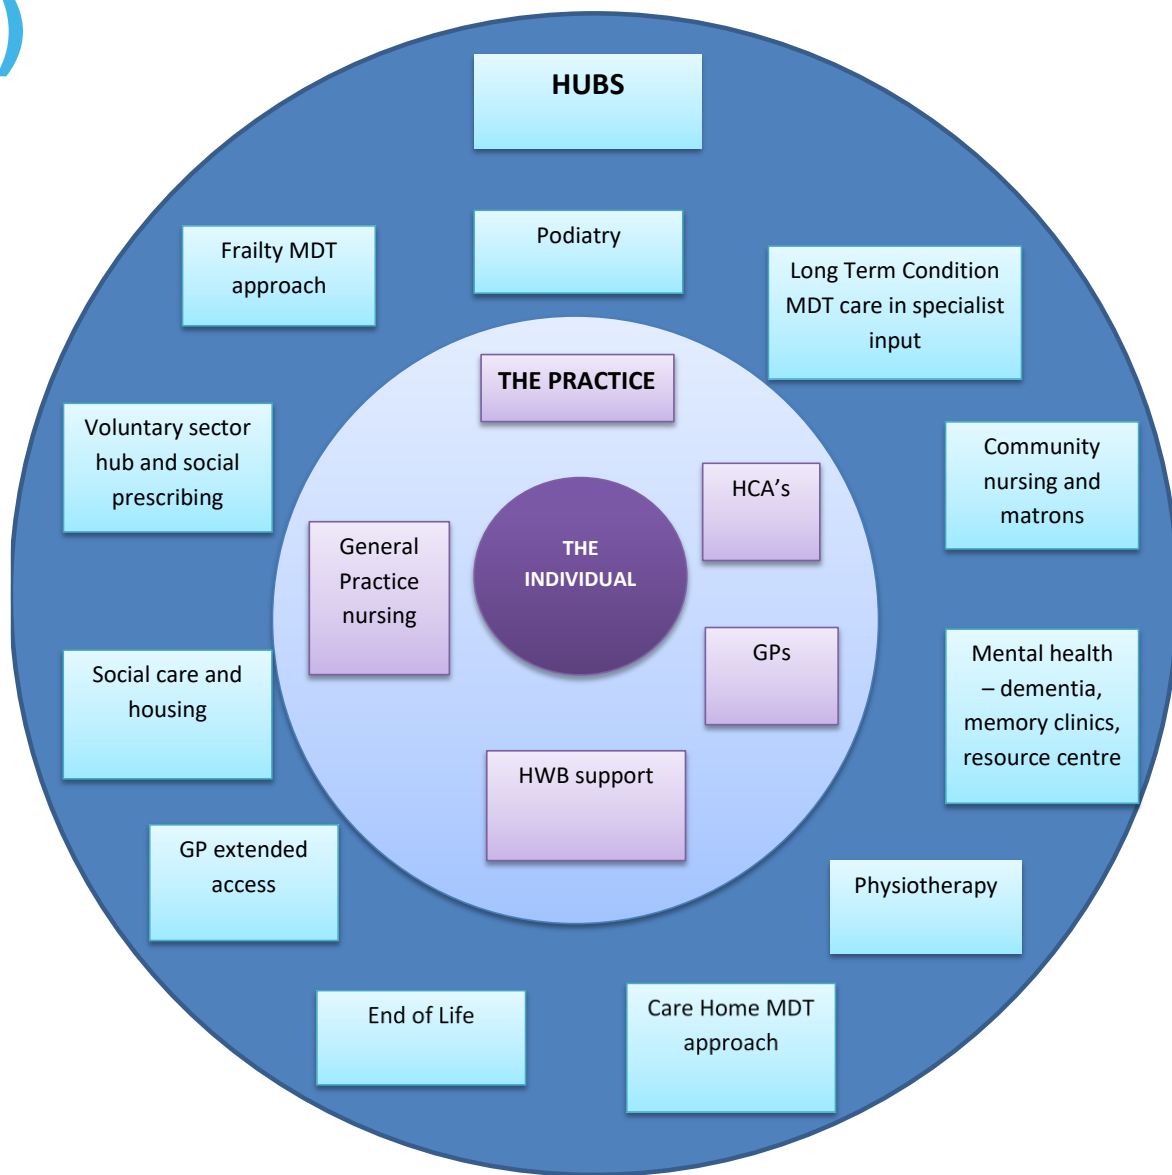 )
HUBS
Podiatry
Frailty MDT
approach
Long Term Condition
MDT care in specialist
input
THE PRACTICE
Voluntary sector
hub and social
prescribing
Community
nursing and
matrons
HCA’s
General
Practice
nursing
THE
INDIVIDUAL
GPs
Social care and
housing
Mental health
– dementia,
memory clinics,
resource centre
HWB support
GP extended
access
Physiotherapy
End of Life
Care Home MDT
approach